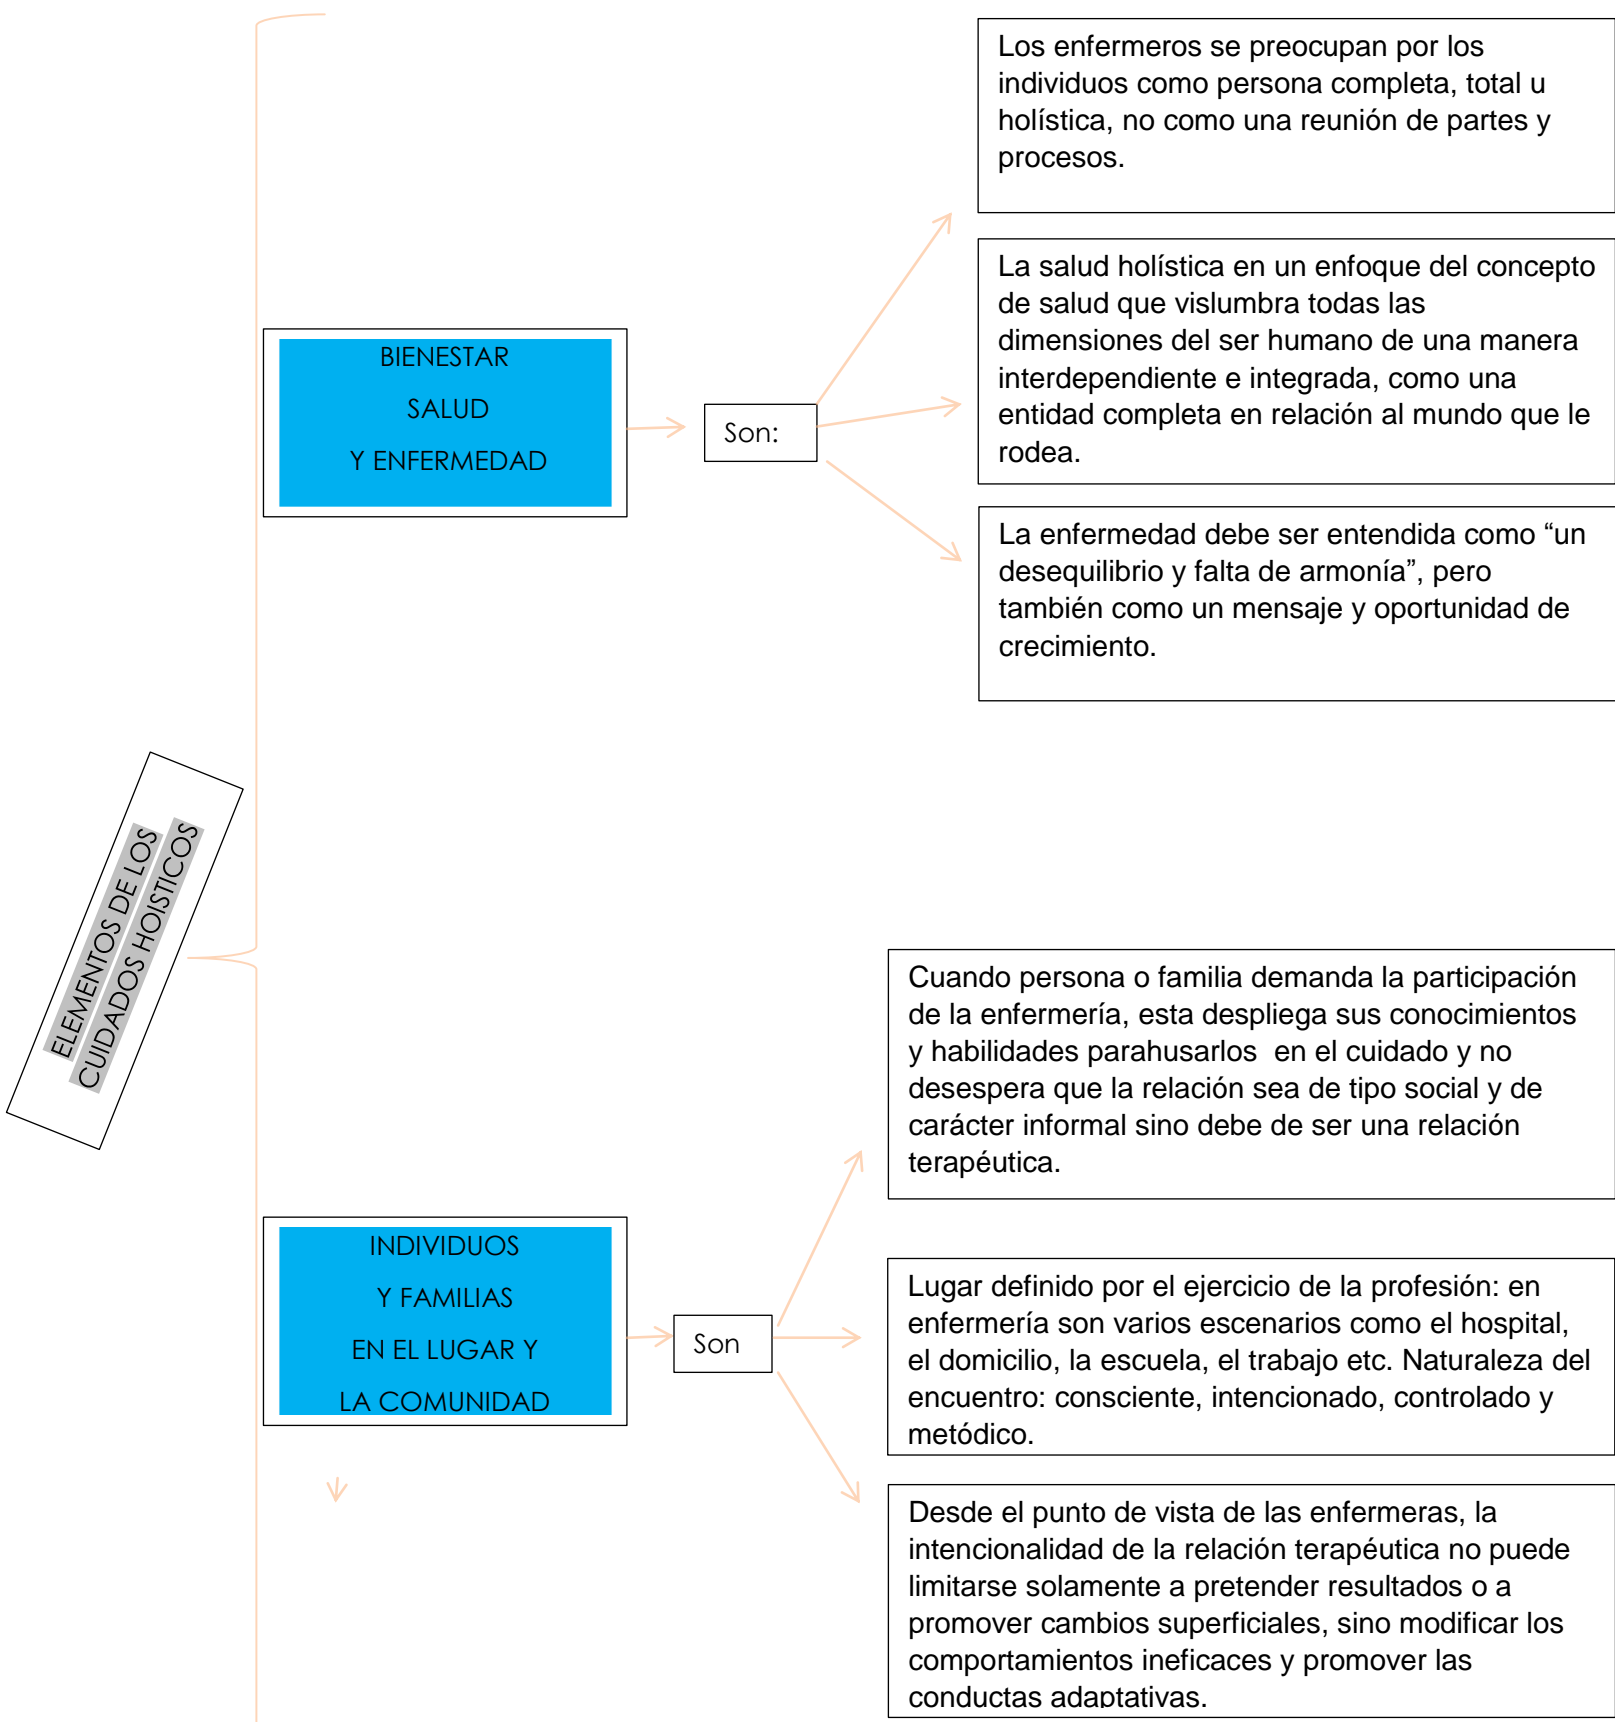 ELEMENTOS DE LOS
CUIDADOS HOISTICOS
BIENESTAR
SALUD
Y ENFERMEDAD
Son:
Los enfermeros se preocupan por los
individuos como persona completa, total u
holística, no como una reunión de partes y
procesos.
La salud holística en un enfoque del concepto
de salud que vislumbra todas las
dimensiones del ser humano de una manera
interdependiente e integrada, como una
entidad completa en relación al mundo que le
rodea.
La enfermedad debe ser entendida como “un
desequilibrio y falta de armonía”, pero
también como un mensaje y oportunidad de
crecimiento.
INDIVIDUOS
Y FAMILIAS
EN EL LUGAR Y
LA COMUNIDAD
Son
Cuando persona o familia demanda la participación
de la enfermería, esta despliega sus conocimientos
y habilidades parahusarlos  en el cuidado y no
desespera que la relación sea de tipo social y de
carácter informal sino debe de ser una relación
terapéutica.
Lugar definido por el ejercicio de la profesión: en
enfermería son varios escenarios como el hospital,
el domicilio, la escuela, el trabajo etc. Naturaleza del
encuentro: consciente, intencionado, controlado y
metódico.
Desde el punto de vista de las enfermeras, la
intencionalidad de la relación terapéutica no puede
limitarse solamente a pretender resultados o a
promover cambios superficiales, sino modificar los
comportamientos ineficaces y promover las
conductas adaptativas.